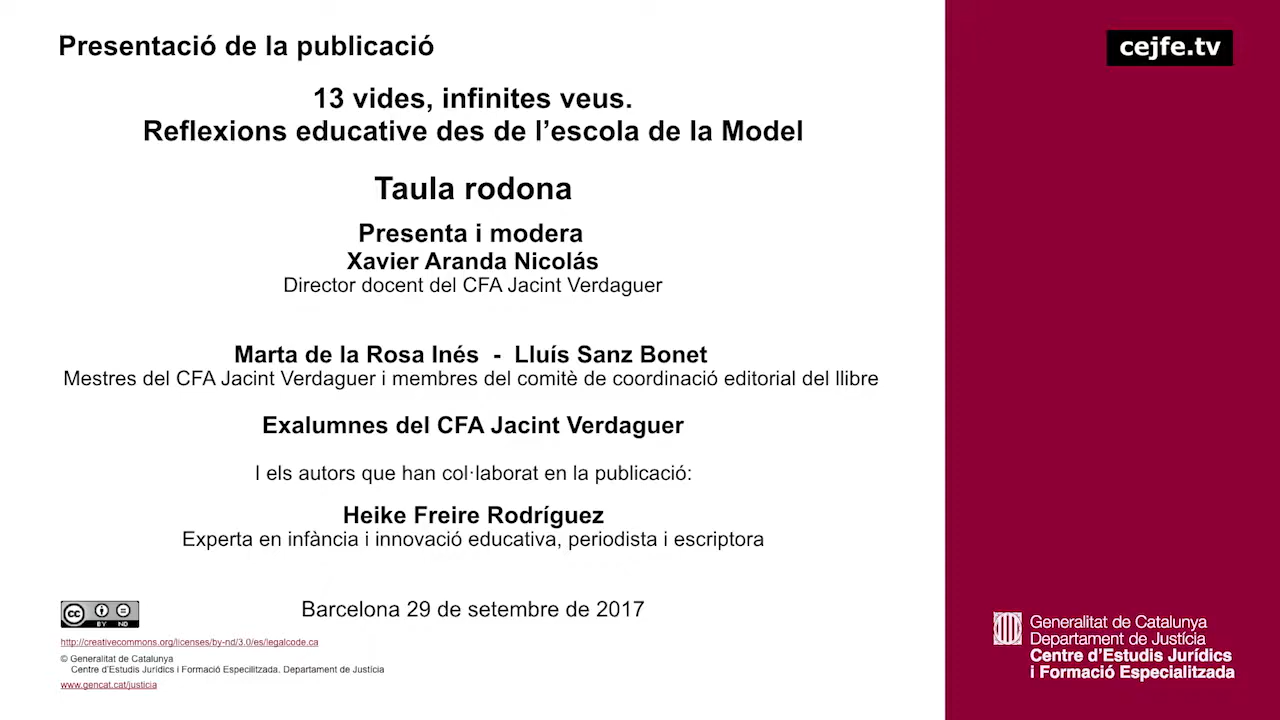 Presentació de la publicació
cejfe.tv
13 vides, infinites veus.
Reflexions educative des de l'escola de la Model
Taula rodona
Presenta i modera
Xavier Aranda Nicolás
Director docent del CFA Jacint Verdaguer
Marta de la Rosa Inés - Lluís Sanz Bonet
Mestres del CFA Jacint Verdaguer i membres del comitè de coordinació editorial del llibre
Exalumnes del CFA Jacint Verdaguer
I els autors que han col·laborat en la publicació:
Heike Freire Rodríguez
Experta en infància i innovació educativa, periodista i escriptora
Barcelona 29 de setembre de 2017
cc BY ND
http://creativecommons.org/licenses/by-nd/3.0/es/legalcode.ca
© Generalitat de Catalunya
Centre d'Estudis Jurídics i Formació Especilitzada. Departament de Justícia
www.gencat.cat/justicia
Generalitat de Catalunya
Departament de Justícia
Centre d'Estudis Jurídics
i Formació Especialitzada